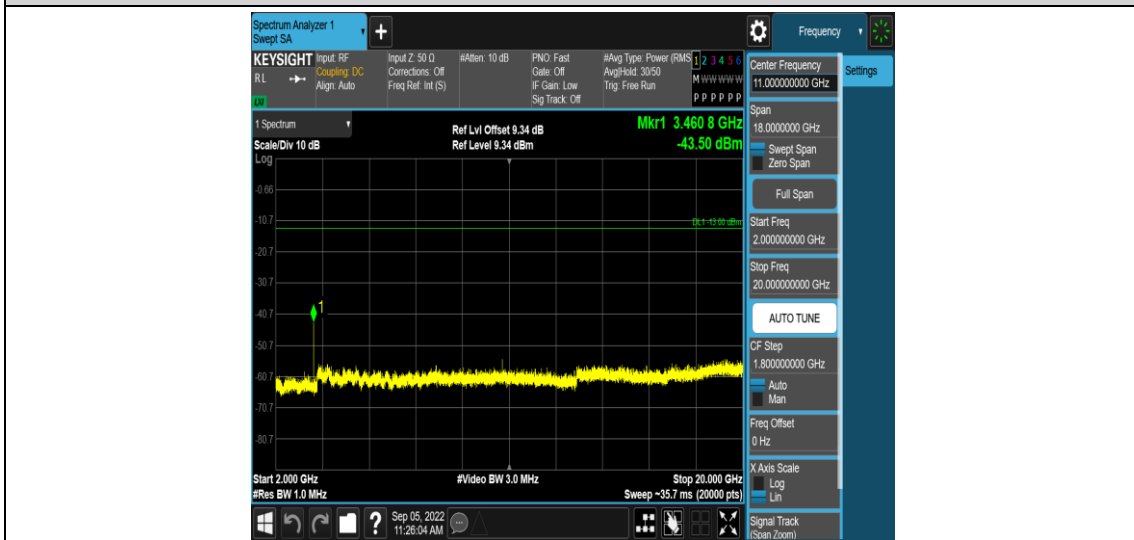 Spectrum Analyzer 1
Swept SA
+
Frequency
KEYSIGHT
RL
LXI
Input: RF
Coupling: DC
Align: Auto
Input Z: 50 Ω
Corrections: Off
Freq Ref: Int (S)
#Atten: 10 dB
PNO: Fast
Gate: Off
IF Gain: Low
Sig Track: Off
#Avg Type: Power (RMS
Avg|Hold: 30/50
Trig: Free Run
1 2 3 4 5 6
M W W W W W
P P P P P P
1 Spectrum
Scale/Div 10 dB
Log
Ref Lvl Offset 9.34 dB
Ref Level 9.34 dBm
Mkr1 3.460 8 GHz
-43.50 dBm
-0.66
-10.7
DL1 -13.00 dBm
-20.7
-30.7
-40.7
1
-50.7
-60.7
-70.7
-80.7
Start 2.000 GHz
#Res BW 1.0 MHz
#Video BW 3.0 MHz
Stop 20.000 GHz
Sweep ~35.7 ms (20000 pts)
?
Sep 05, 2022
11:26:04 AM
Center Frequency
11.000000000 GHz
Settings
Span
18.0000000 GHz
Swept Span
Zero Span
Full Span
Start Freq
2.000000000 GHz
Stop Freq
20.000000000 GHz
AUTO TUNE
CF Step
1.800000000 GHz
Auto
Man
Freq Offset
0 Hz
X Axis Scale
Log
Lin
Signal Track
(Span Zoom)